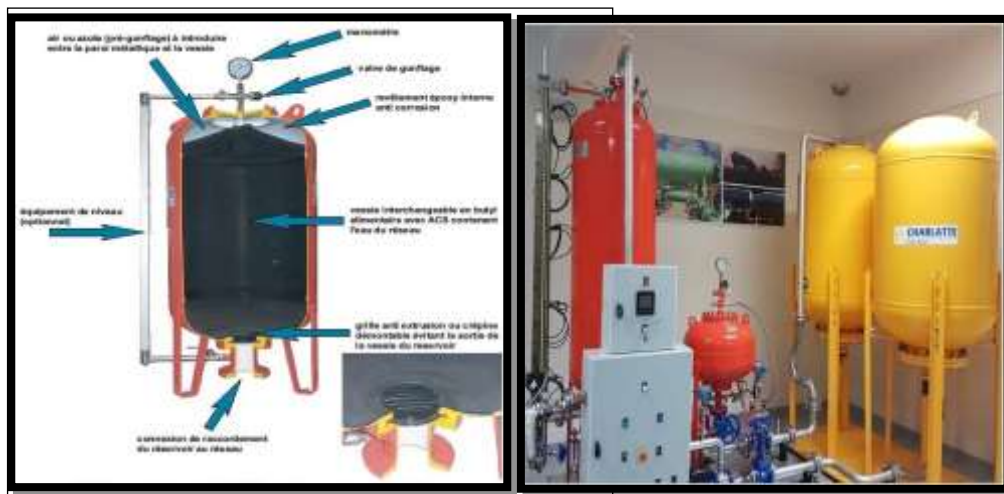 air ou azote (pré-gonflage) à introduire
entre la paroi métallique et la vessie
manomètre
valve de gonflage
revêtement époxy interne
anti corrosion
équipement de niveau
(optionnel)
vessie interchangeable en butyl
alimentaire avec ACS contenant
l'eau du réseau
grille anti extrusion ou crépine
démontable évitant la sortie de
la vessie du réservoir
connexion de raccordement
du réservoir au réseau
CHARLATTE